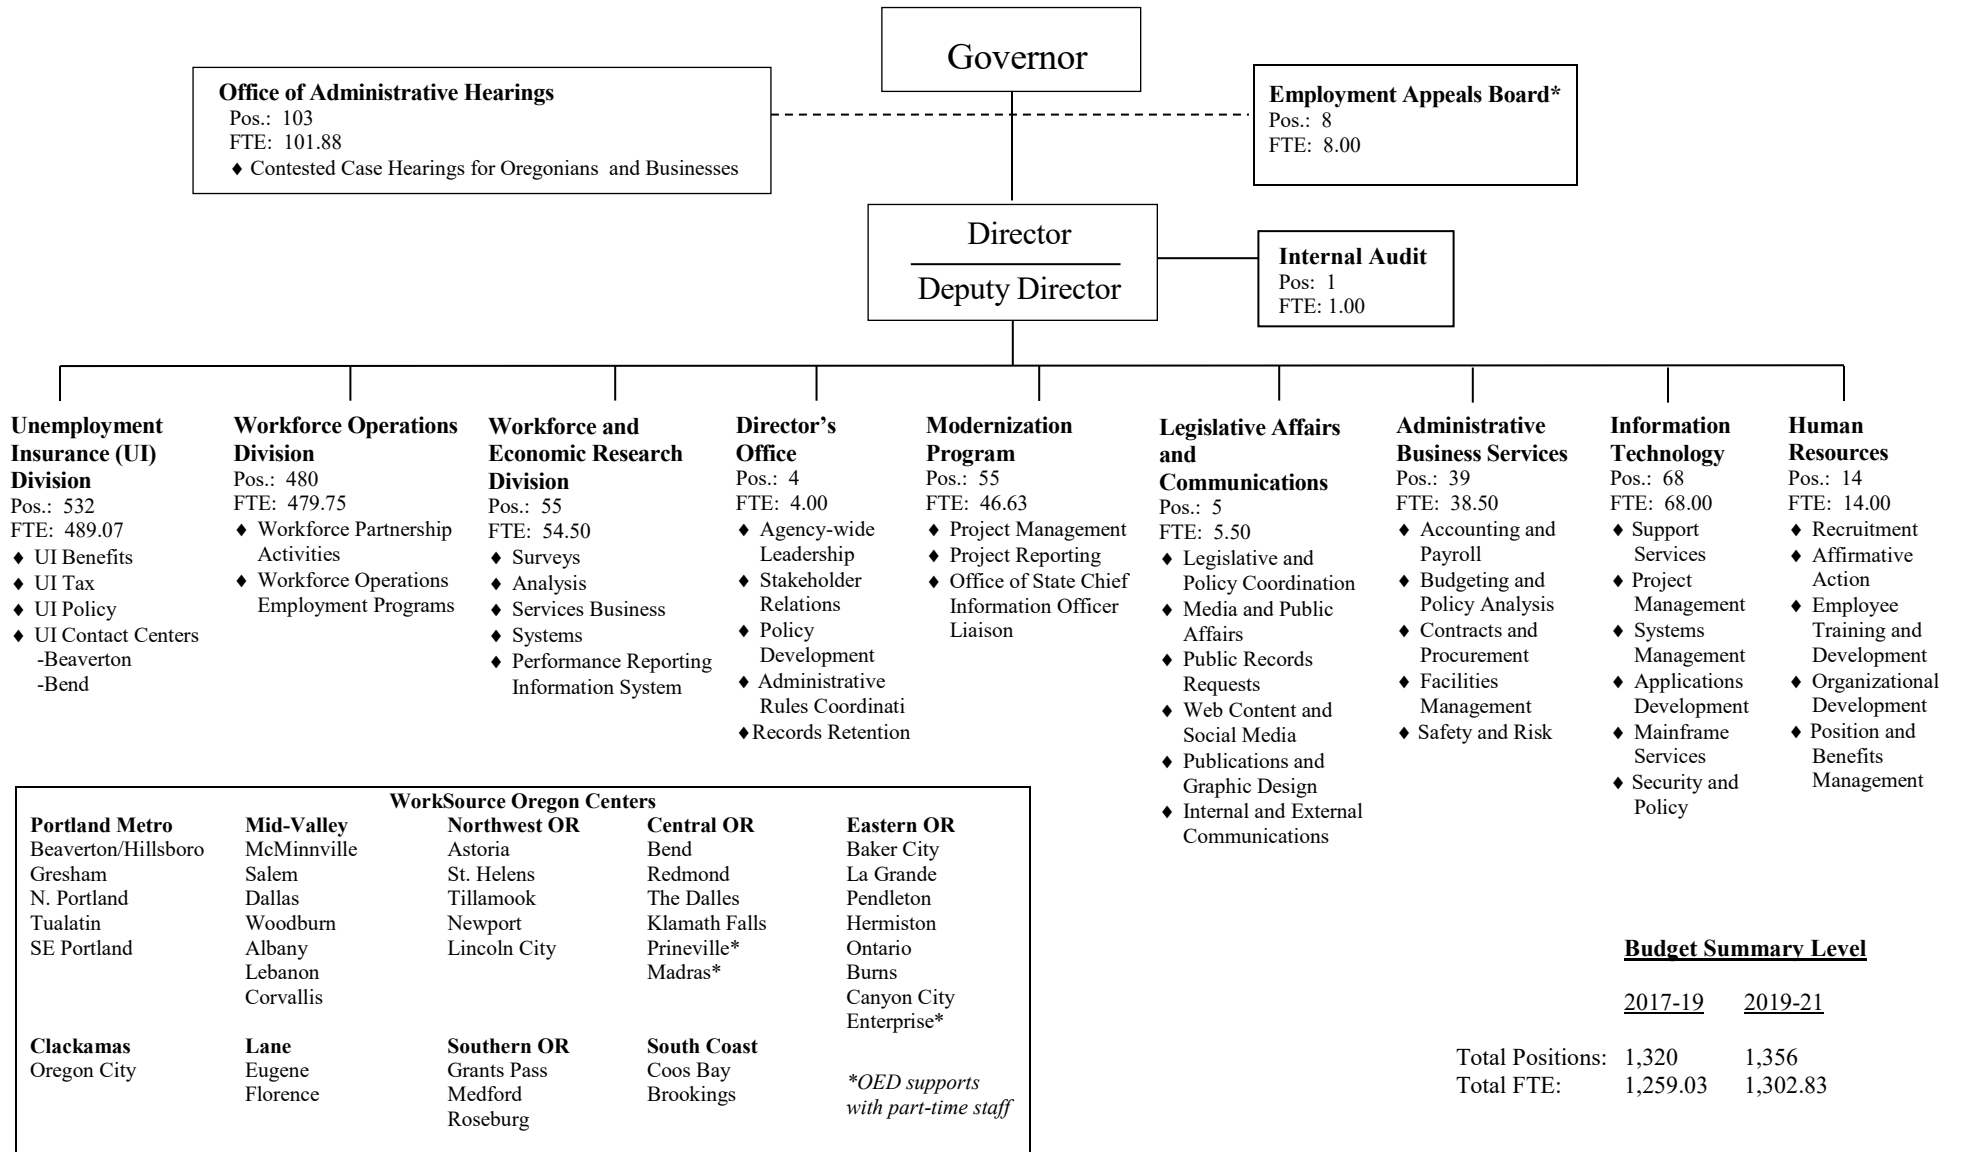 Governor
Office of Administrative Hearings
Pos.: 103
FTE: 101.88
♦ Contested Case Hearings for Oregonians and Businesses
Employment Appeals Board*
Pos.: 8
FTE: 8.00
Director
Deputy Director
Internal Audit
Pos: 1
FTE: 1.00
Unemployment
Insurance (UI)
Division
Pos.: 532
FTE: 489.07
♦ UI Benefits
♦ UI Tax
♦ UI Policy
♦ UI Contact Centers
-Beaverton
-Bend
Workforce Operations
Division
Pos.: 480
FTE: 479.75
♦ Workforce Partnership
Activities
♦ Workforce Operations
Employment Programs
Workforce and
Economic Research
Division
Pos.: 55
FTE: 54.50
♦ Surveys
♦ Analysis
♦ Services Business
♦ Systems
♦ Performance Reporting
Information System
Director's
Office
Pos.: 4
FTE: 4.00
♦ Agency-wide
Leadership
♦ Stakeholder
Relations
♦ Policy
Development
♦ Administrative
Rules Coordinati
♦Records Retention
Modernization
Program
Pos.: 55
FTE: 46.63
♦ Project Management
♦ Project Reporting
♦ Office of State Chief
Information Officer
Liaison
Legislative Affairs
and
Communications
Pos.: 5
FTE: 5.50
♦ Legislative and
Policy Coordination
♦ Media and Public
Affairs
♦ Public Records
Requests
♦ Web Content and
Social Media
♦ Publications and
Graphic Design
♦ Internal and External
Communications
Administrative
Business Services
Pos.: 39
FTE: 38.50
♦ Accounting and
Payroll
♦ Budgeting and
Policy Analysis
♦ Contracts and
Procurement
♦ Facilities
Management
♦ Safety and Risk
Information
Technology
Pos.: 68
FTE: 68.00
♦ Support
Services
♦ Project
Management
♦ Systems
Management
♦ Applications
Development
♦ Mainframe
Services
♦ Security and
Policy
Human
Resources
Pos.: 14
FTE: 14.00
♦ Recruitment
♦ Affirmative
Action
♦ Employee
Training and
Development
♦ Organizational
Development
♦ Position and
Benefits
Management
WorkSource Oregon Centers
Portland Metro
Beaverton/Hillsboro
Gresham
N. Portland
Tualatin
SE Portland
Mid-Valley
McMinnville
Salem
Dallas
Woodburn
Albany
Lebanon
Corvallis
Northwest OR
Astoria
St. Helens
Tillamook
Newport
Lincoln City
Central OR
Bend
Redmond
The Dalles
Klamath Falls
Prineville*
Madras*
Eastern OR
Baker City
La Grande
Pendleton
Hermiston
Ontario
Burns
Canyon City
Enterprise*
Clackamas
Oregon City
Lane
Eugene
Florence
Southern OR
Grants Pass
Medford
Roseburg
South Coast
Coos Bay
Brookings
*OED supports
with part-time staff
Budget Summary Level
2017-19 2019-21
Total Positions: 1,320 1,356
Total FTE: 1,259.03 1,302.83